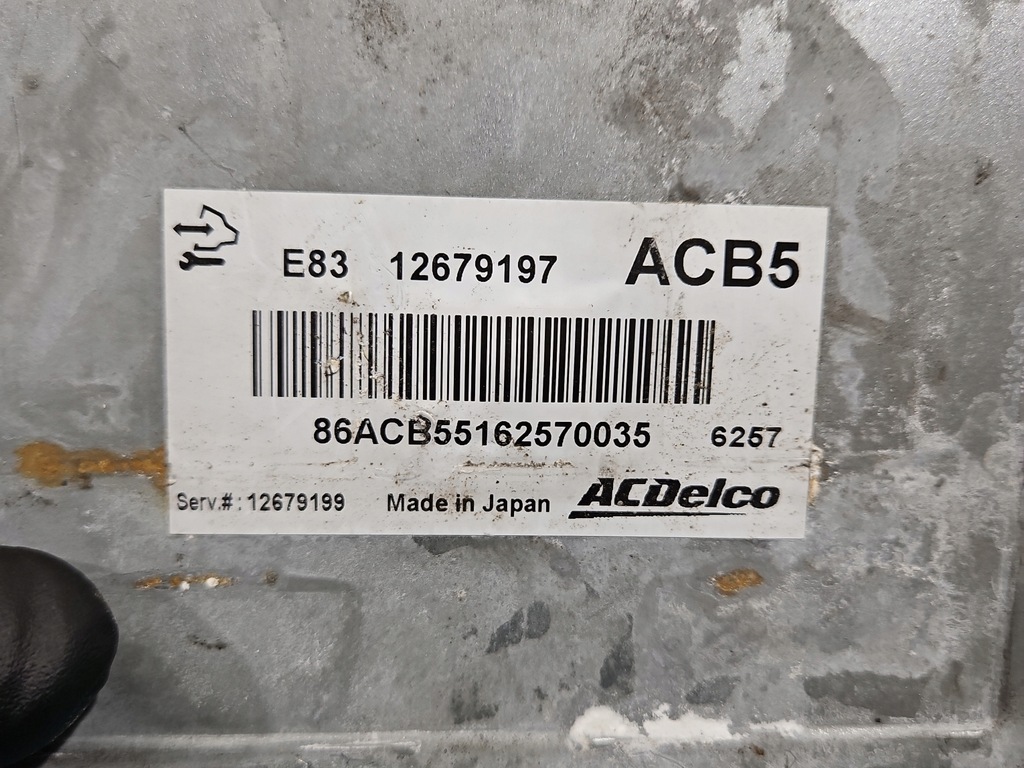 E83 12679197 ACB5
86ACB55162570035 6257
Serv.#: 12679199 Made in Japan ACDelco